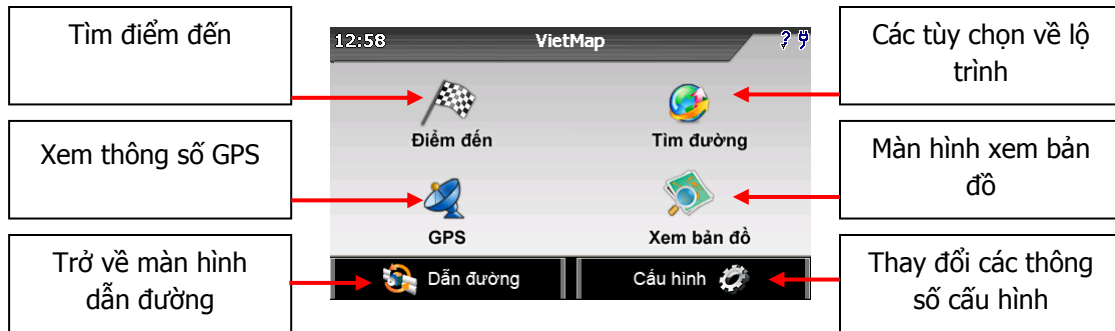 Tìm điểm đến
Xem thông số GPS
Trở về màn hình
dẫn đường
12:58
VietMap
?
Điểm đến
Tìm đường
GPS
Xem bản đồ
Dẫn đường
Cấu hình
Các tùy chọn về lộ
trình
Màn hình xem bản
đồ
Thay đổi các thông
số cấu hình